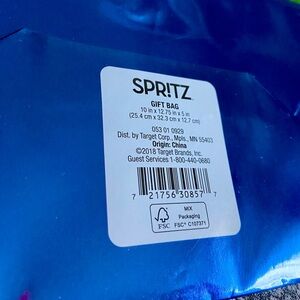 SPR!TZ
GIFT BAG
10 in x 12.75 in x 5 in
(25.4 cm x 32.3 cm x 12.7 cm)
053 01 0929
Dist. by Target Corp., Mpls., MN 55403
Origin: China
©2018 Target Brands, Inc.
Guest Services 1-800-440-0680
7 21756 30857 7
FSC
MIX
Packaging
FSC® C107371